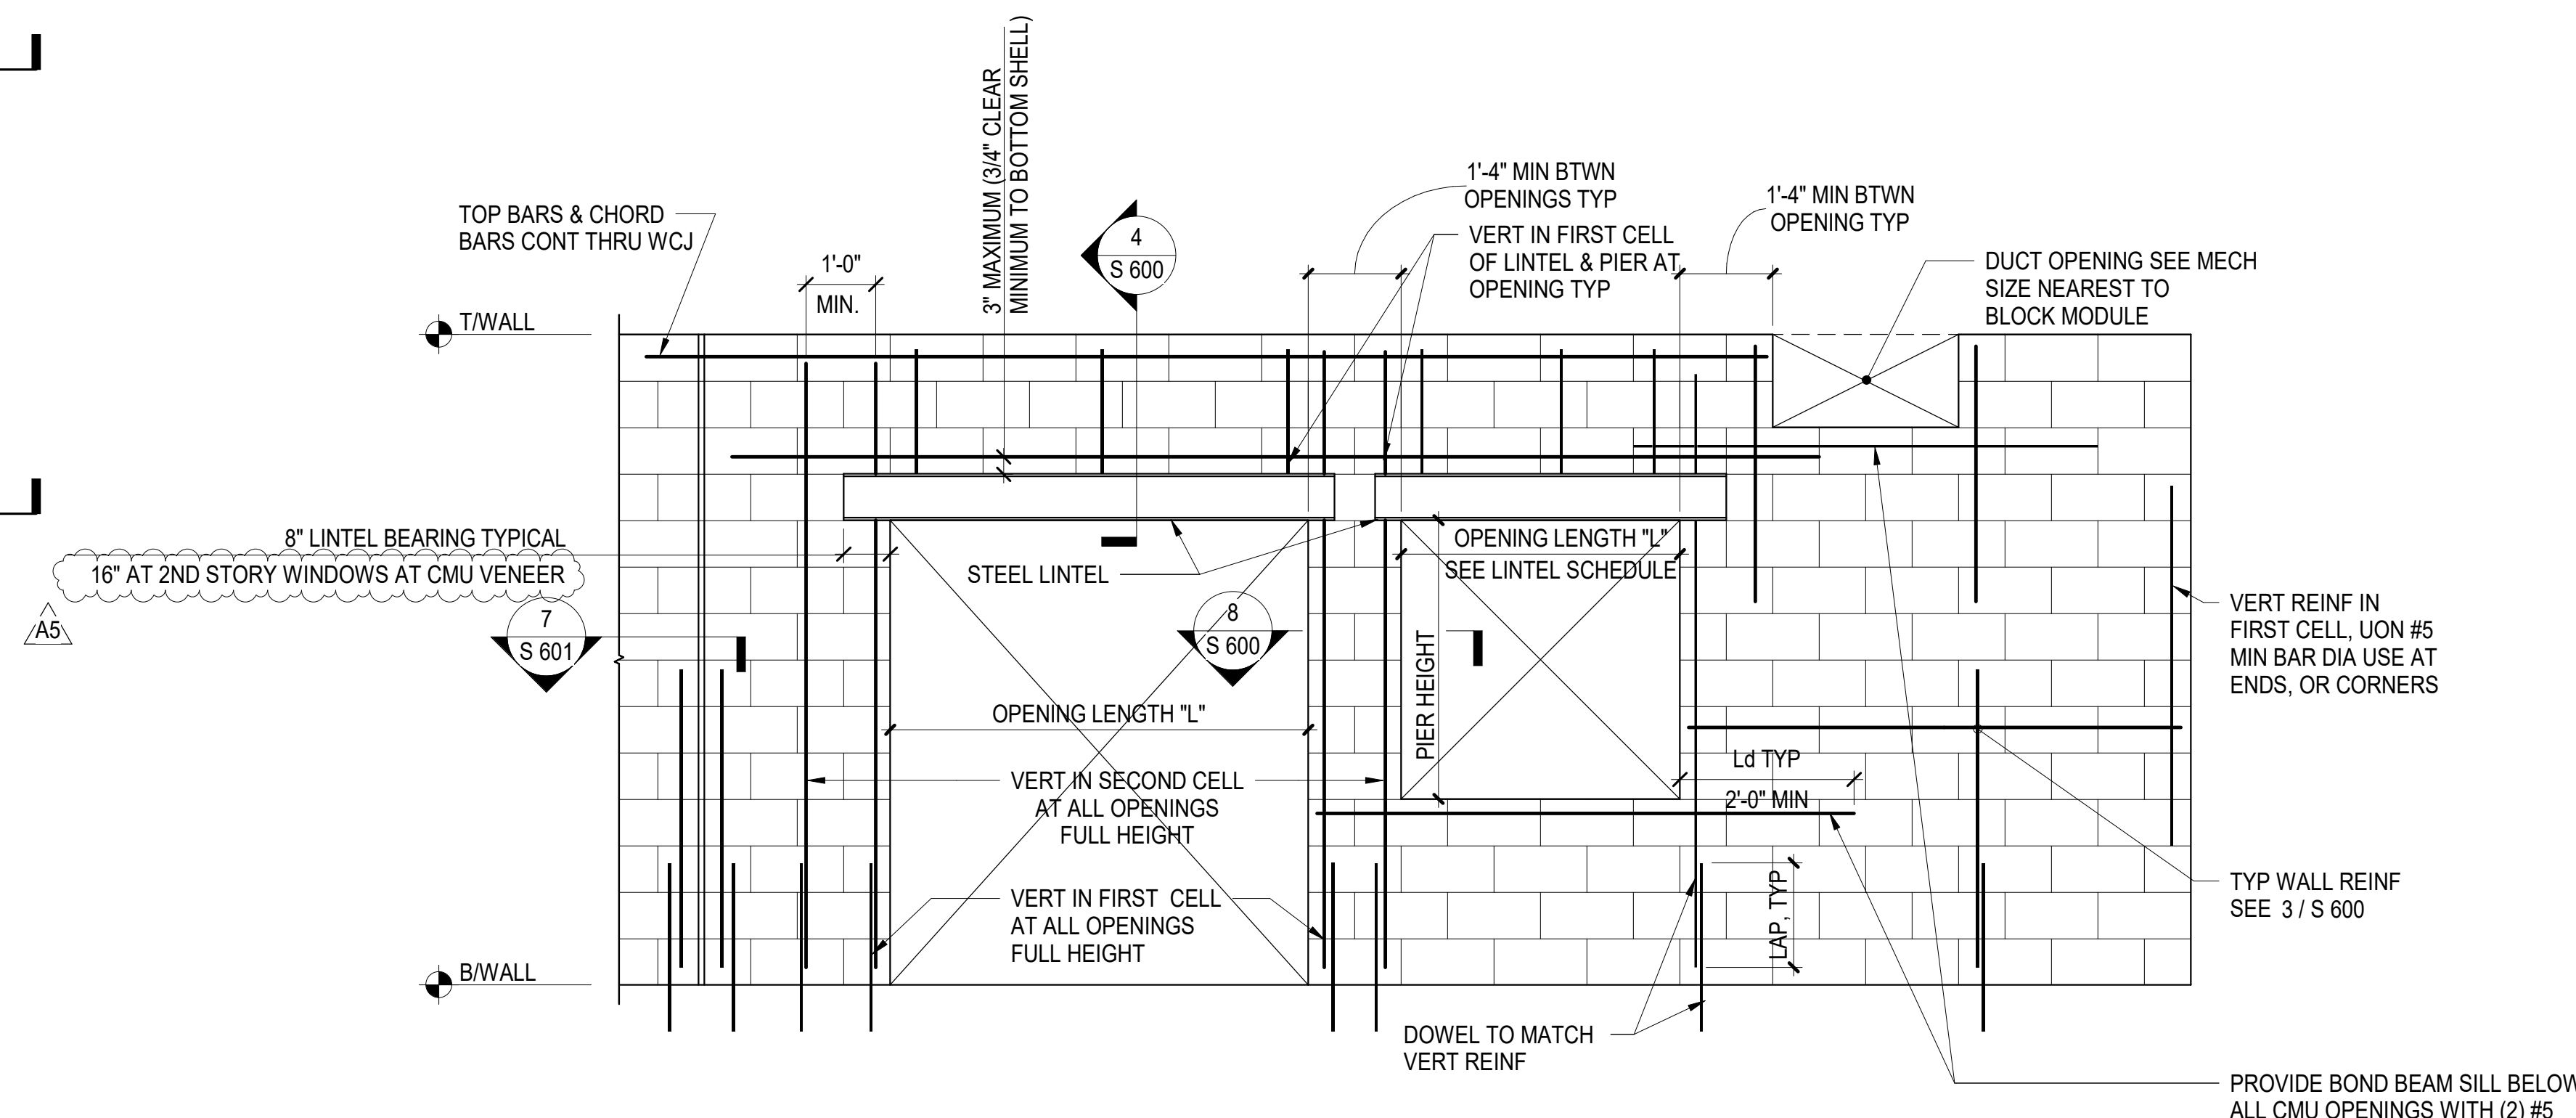 3" MAXIMUM (3/4" CLEAR
MINIMUM TO BOTTOM SHELL)
TOP BARS & CHORD
BARS CONT THRU WCJ
1'-0"
MIN.
4
S 600
1'-4" MIN BTWN
OPENINGS TYP
VERT IN FIRST CELL
OF LINTEL & PIER AT
OPENING TYP
1'-4" MIN BTWN
OPENING TYP
DUCT OPENING SEE MECH
SIZE NEAREST TO
BLOCK MODULE
T/WALL
8" LINTEL BEARING TYPICAL
16" AT 2ND STORY WINDOWS AT CMU VENEER
A5
7
S 601
STEEL LINTEL
8
S 600
OPENING LENGTH "L"
SEE LINTEL SCHEDULE
PIER HEIGHT
OPENING LENGTH "L"
VERT REINF IN
FIRST CELL, UON #5
MIN BAR DIA USE AT
ENDS, OR CORNERS
Ld TYP
2'-0" MIN
VERT IN SECOND CELL
AT ALL OPENINGS
FULL HEIGHT
VERT IN FIRST CELL
AT ALL OPENINGS
FULL HEIGHT
LAP, TYP
TYP WALL REINF
SEE 3 / S 600
B/WALL
DOWEL TO MATCH
VERT REINF
PROVIDE BOND BEAM SILL BELOW
ALL CMU OPENINGS WITH (2) #5